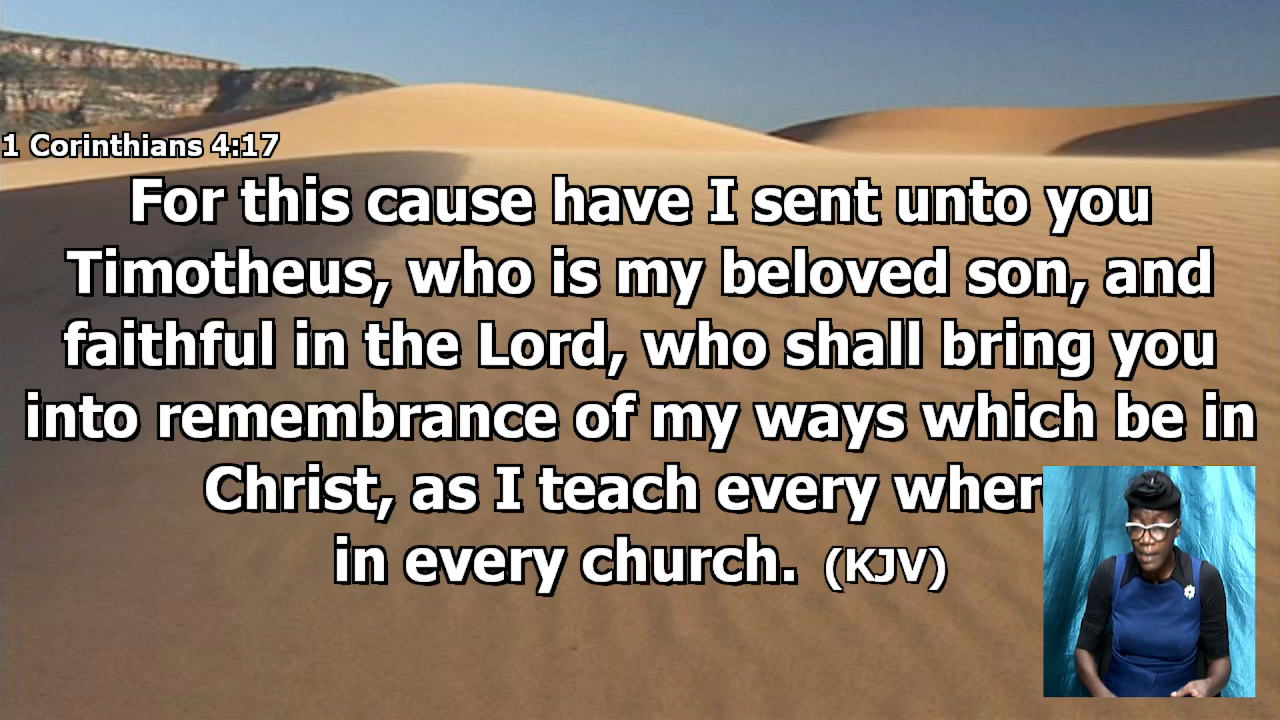 1 Corinthians 4:17
For this cause have I sent unto you
Timotheus, who is my beloved son, and
faithful in the Lord, who shall bring you
into remembrance of my ways which be in
Christ, as I teach every wher
in every church. (KJV)